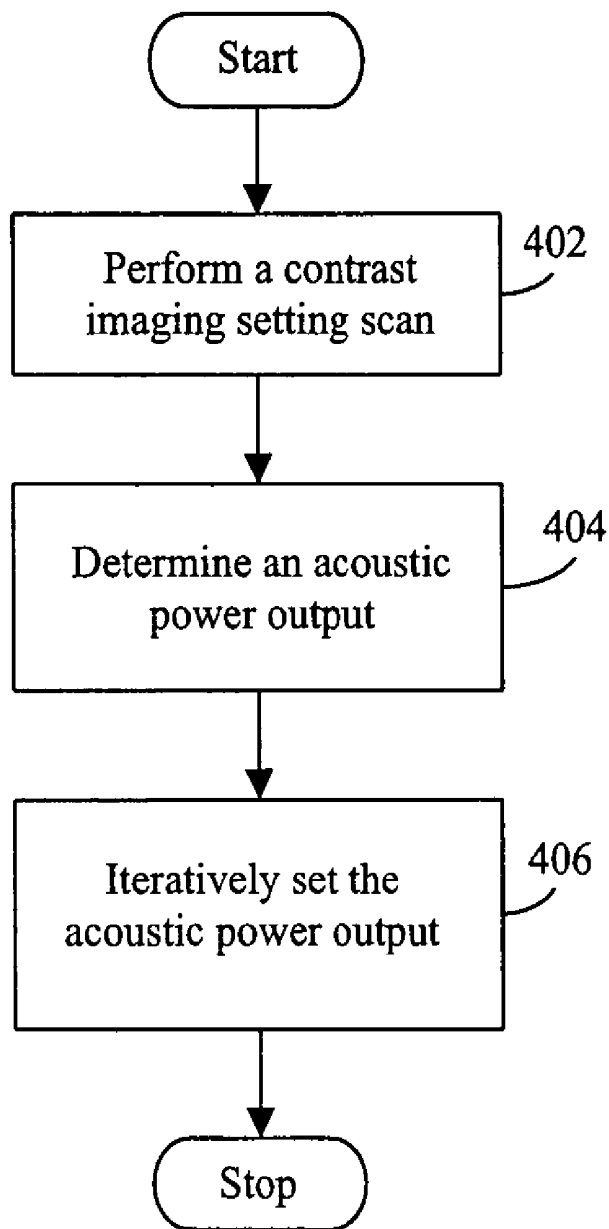 Start
402
Perform a contrast
imaging setting scan
404
Determine an acoustic
power output
406
Iteratively set the
acoustic power output
Stop